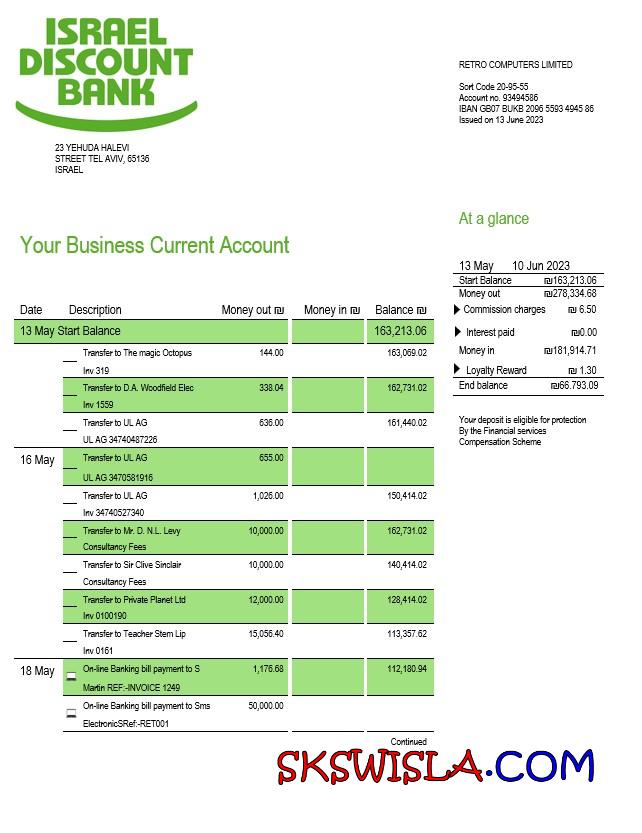 ISRAEL
DISCOUNT
BANK
23 YEHUDA HALEVI
STREET TEL AVIV, 65136
ISRAEL
RETRO COMPUTERS LIMITED
Sort Code 20-95-55
Account no. 93494586
IBAN GB07 BUKB 2096 5593 4945 86
Issued on 13 June 2023
Your Business Current Account
At a glance
13 May 10 Jun 2023
Start Balance ₪163,213.06
Money out ₪278,334.68
Commission charges ₪ 6.50
Interest paid ₪0.00
Money in ₪181,914.71
Loyalty Reward ₪ 1.30
End balance ₪66.793.09
Your deposit is eligible for protection
By the Financial services
Compensation Scheme
Date Description Money out ₪ Money in ₪ Balance ₪
13 May Start Balance 163,213.06
Transfer to The magic Octopus 144.00 163,069.02
Inv 319
Transfer to D.A. Woodfield Elec 338.04 162,731.02
Inv 1559
Transfer to UL AG 636.00 161,440.02
UL AG 34740487226
16 May Transfer to UL AG 655.00
UL AG 3470581916
Transfer to UL AG 1,026.00 150,414.02
Inv 34740527340
Transfer to Mr. D. N.L. Levy 10,000.00 162,731.02
Consultancy Fees
Transfer to Sir Clive Sinclair 10,000.00 140,414.02
Consultancy Fees
Transfer to Private Planet Ltd 12,000.00 128,414.02
Inv 0100190
Transfer to Teacher Stem Lip 15,056.40 113,357.62
Inv 0161
18 May On-line Banking bill payment to S 1,176.68 112,180.94
Martin REF:-INVOICE 1249
On-line Banking bill payment to Sms 50,000.00
ElectronicSRef:-RET001
Continued
SKSWISLA.COM